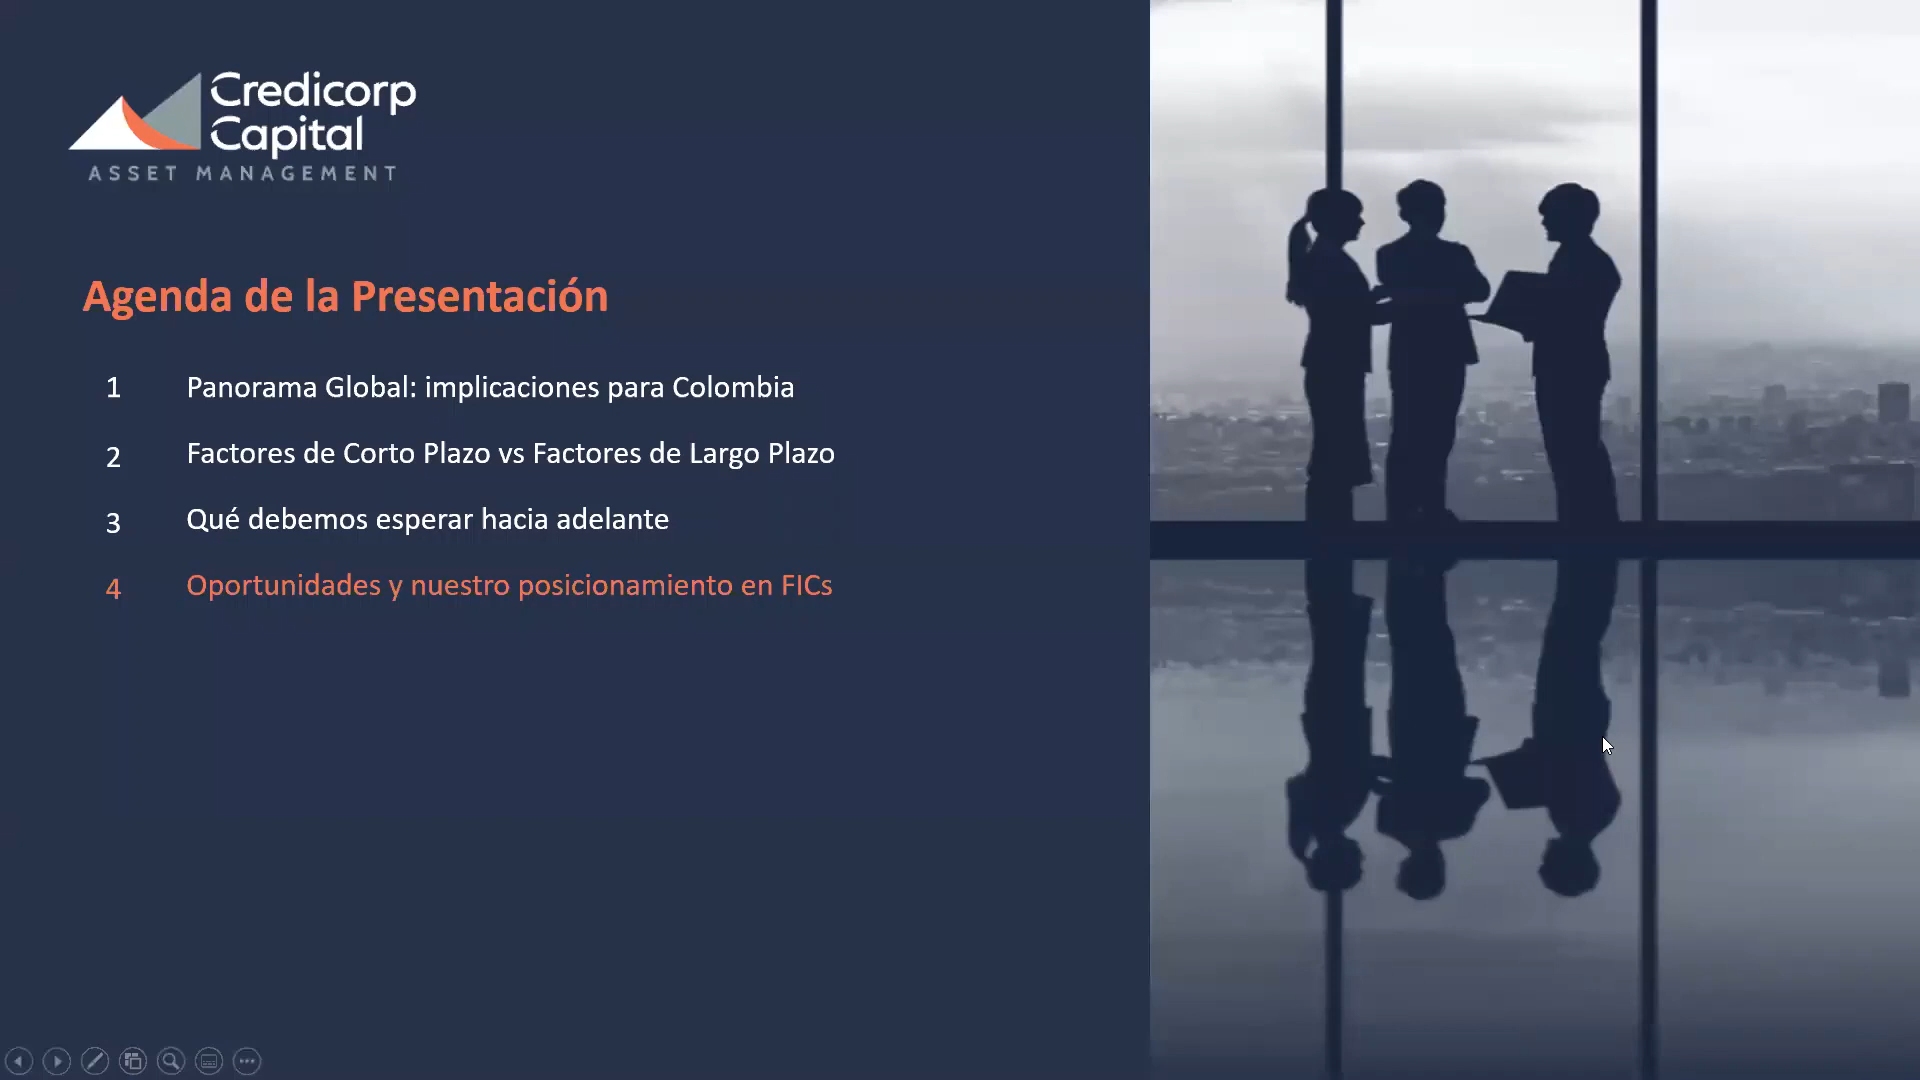 Credicorp
Capital
ASSET MANAGEMENT
Agenda de la Presentación
1 Panorama Global: implicaciones para Colombia
2 Factores de Corto Plazo vs Factores de Largo Plazo
3 Qué debemos esperar hacia adelante
4 Oportunidades y nuestro posicionamiento en FICs